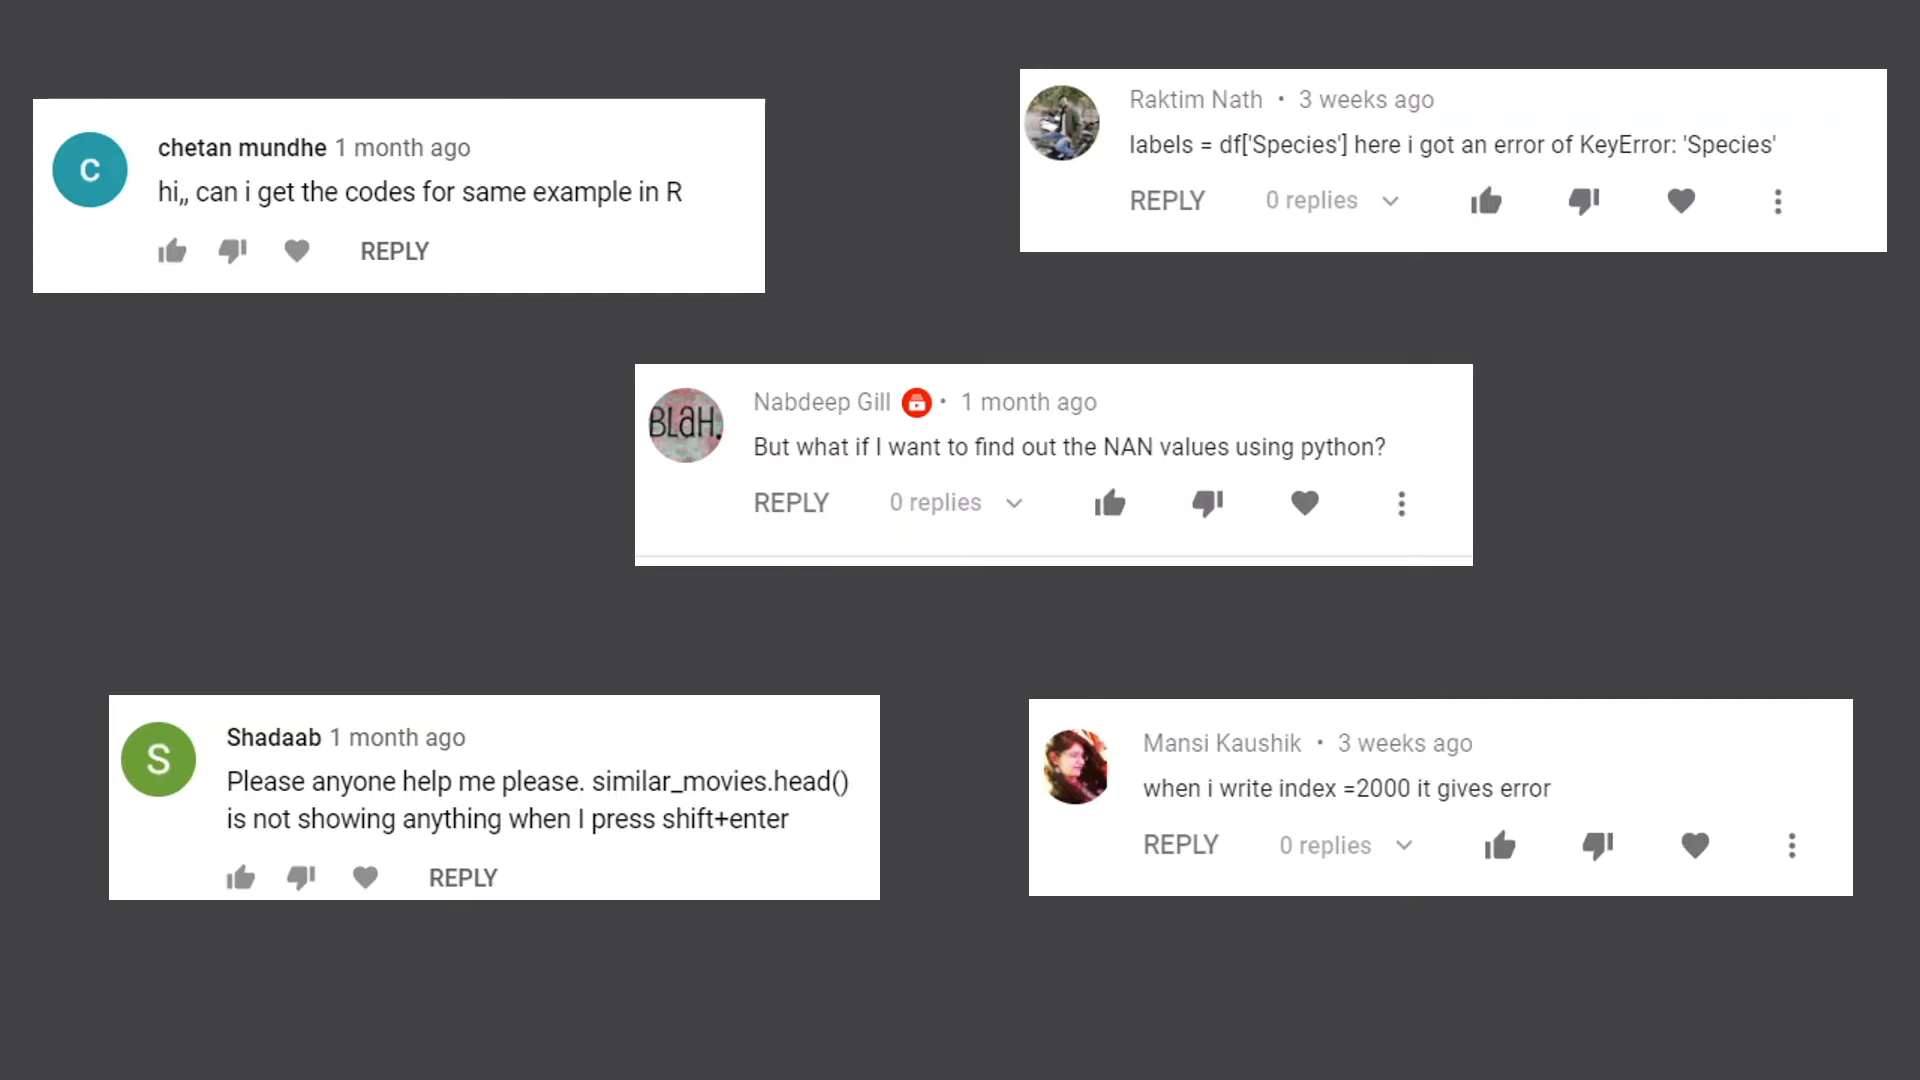 C
chetan mundhe 1 month ago
hi,, can i get the codes for same example in R
REPLY
Raktim Nath • 3 weeks ago
labels = df['Species'] here i got an error of KeyError: 'Species'
REPLY 0 replies
BLaH.
Nabdeep Gill • 1 month ago
But what if I want to find out the NAN values using python?
REPLY 0 replies
S
Shadaab 1 month ago
Please anyone help me please. similar_movies.head()
is not showing anything when I press shift+enter
REPLY
Mansi Kaushik • 3 weeks ago
when i write index =2000 it gives error
REPLY 0 replies